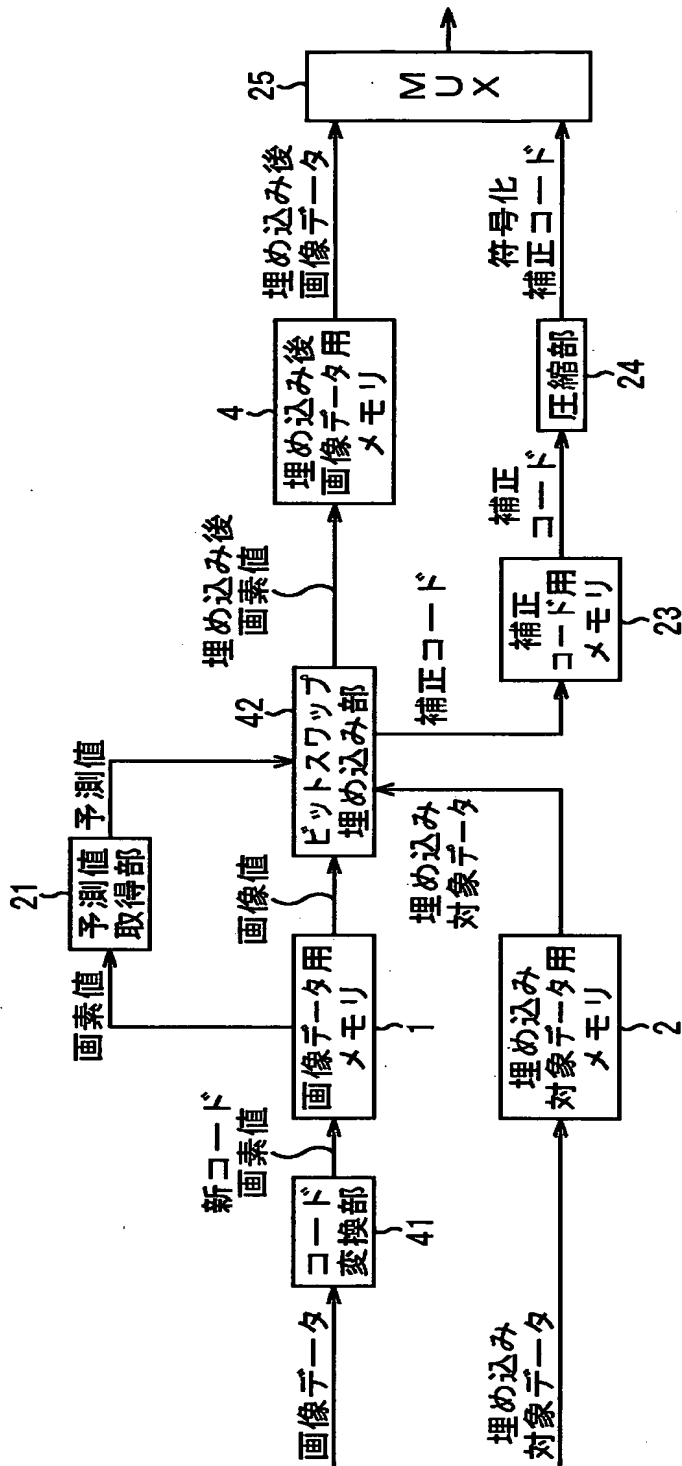 画像データ
コード
変換部
41
新コード
画素値
画像データ用
メモリ
1
画素値
予測値
取得部
21
予測値
画像値
ビットスワップ
埋め込み部
42
埋め込み後
画素値
埋め込み後
画像データ用
メモリ
4
埋め込み後
画像データ
MUX
25
埋め込み
対象データ
埋め込み
対象データ用
メモリ
2
埋め込み
対象データ
補正コード
補正
コード用
メモリ
23
補正
コード
圧縮部
24
符号化
補正コード